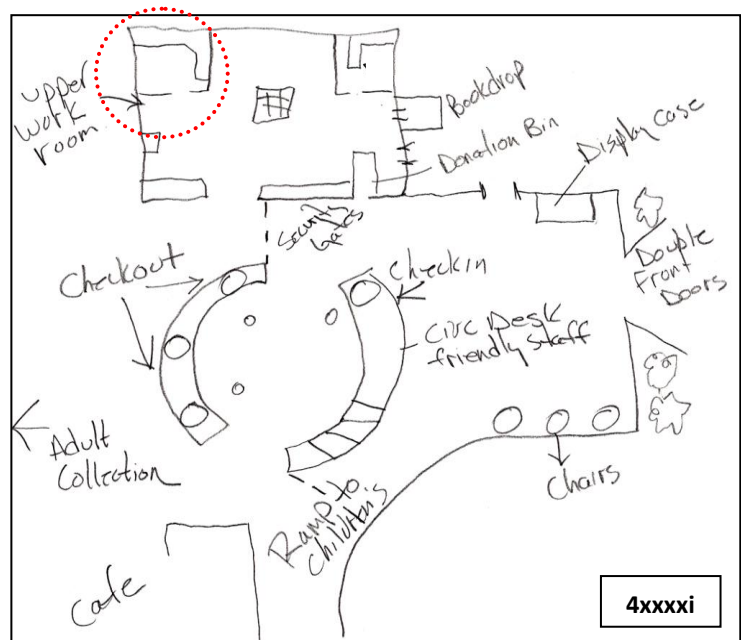 upper
work
room
Bookdrop
Donation Bin
Display Case
Security
Gates
Double
Front
Doors
Checkout
Checkin
Circ Desk
friendly staff
Adult
Collection
Chairs
Ramp to
children's
Cafe
4xxxxi